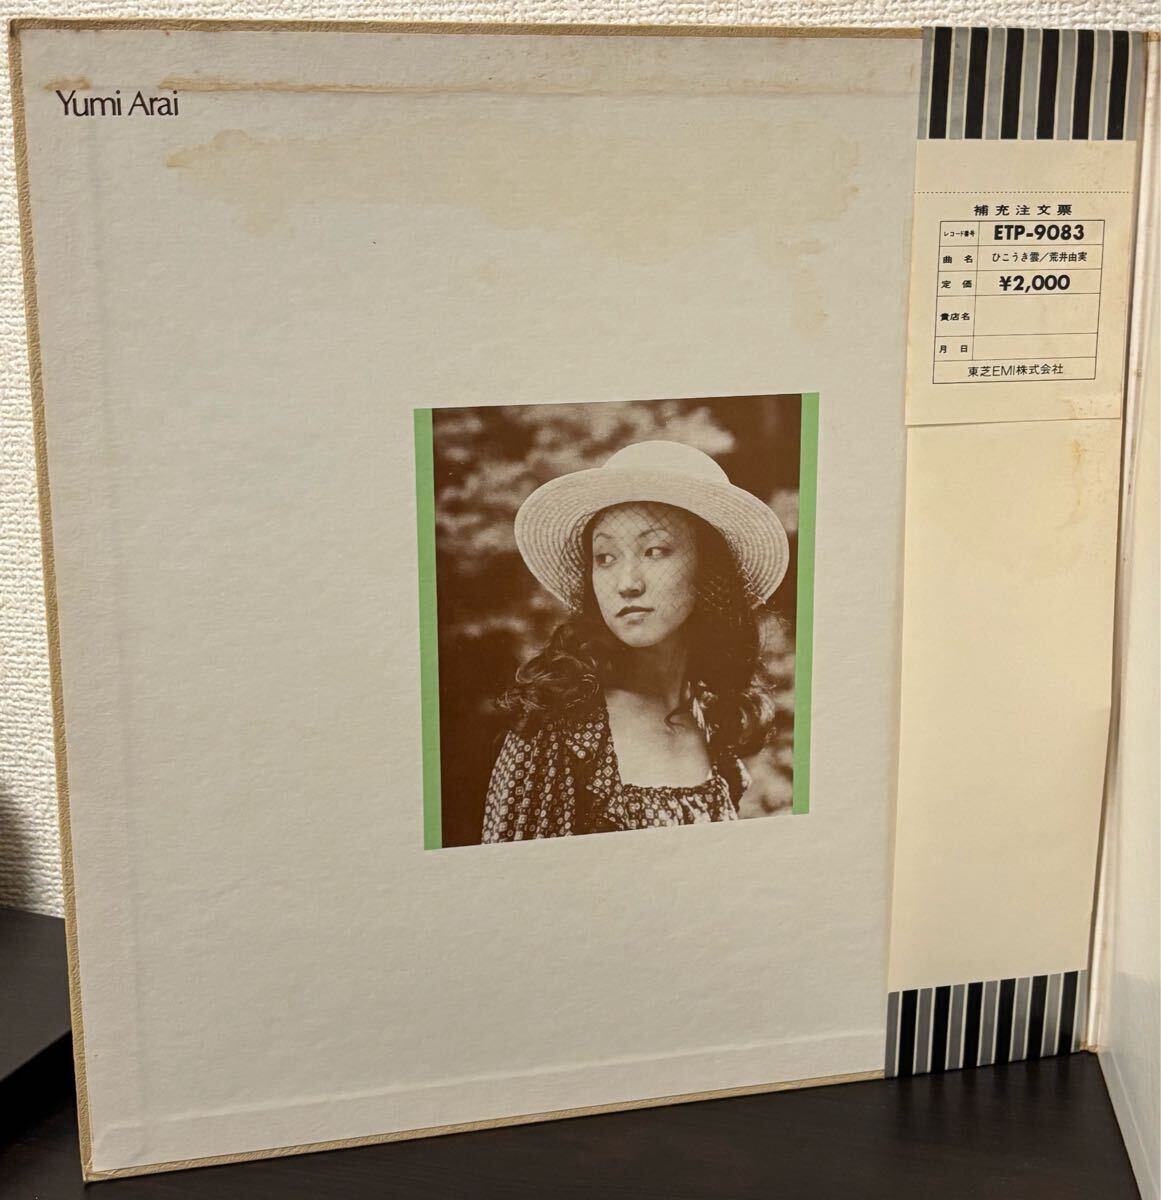 Yumi Arai
補充注文票
レコード番号 ETP-9083
曲名 ひこうき雲／荒井由実
定価 ¥2,000
貴店名
月日
東芝EMI株式会社